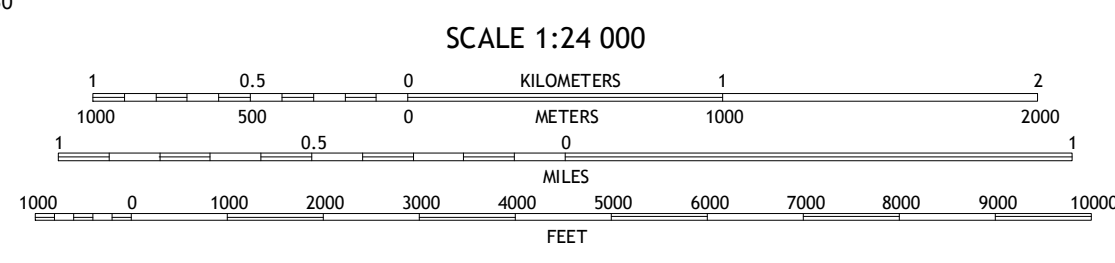 SCALE 1:24 000
1 0.5 0 KILOMETERS 1 2
1000 500 0 METERS 1000 2000
1 0.5 0 1
MILES
1000 0 1000 2000 3000 4000 5000 6000 7000 8000 9000 10000
FEET